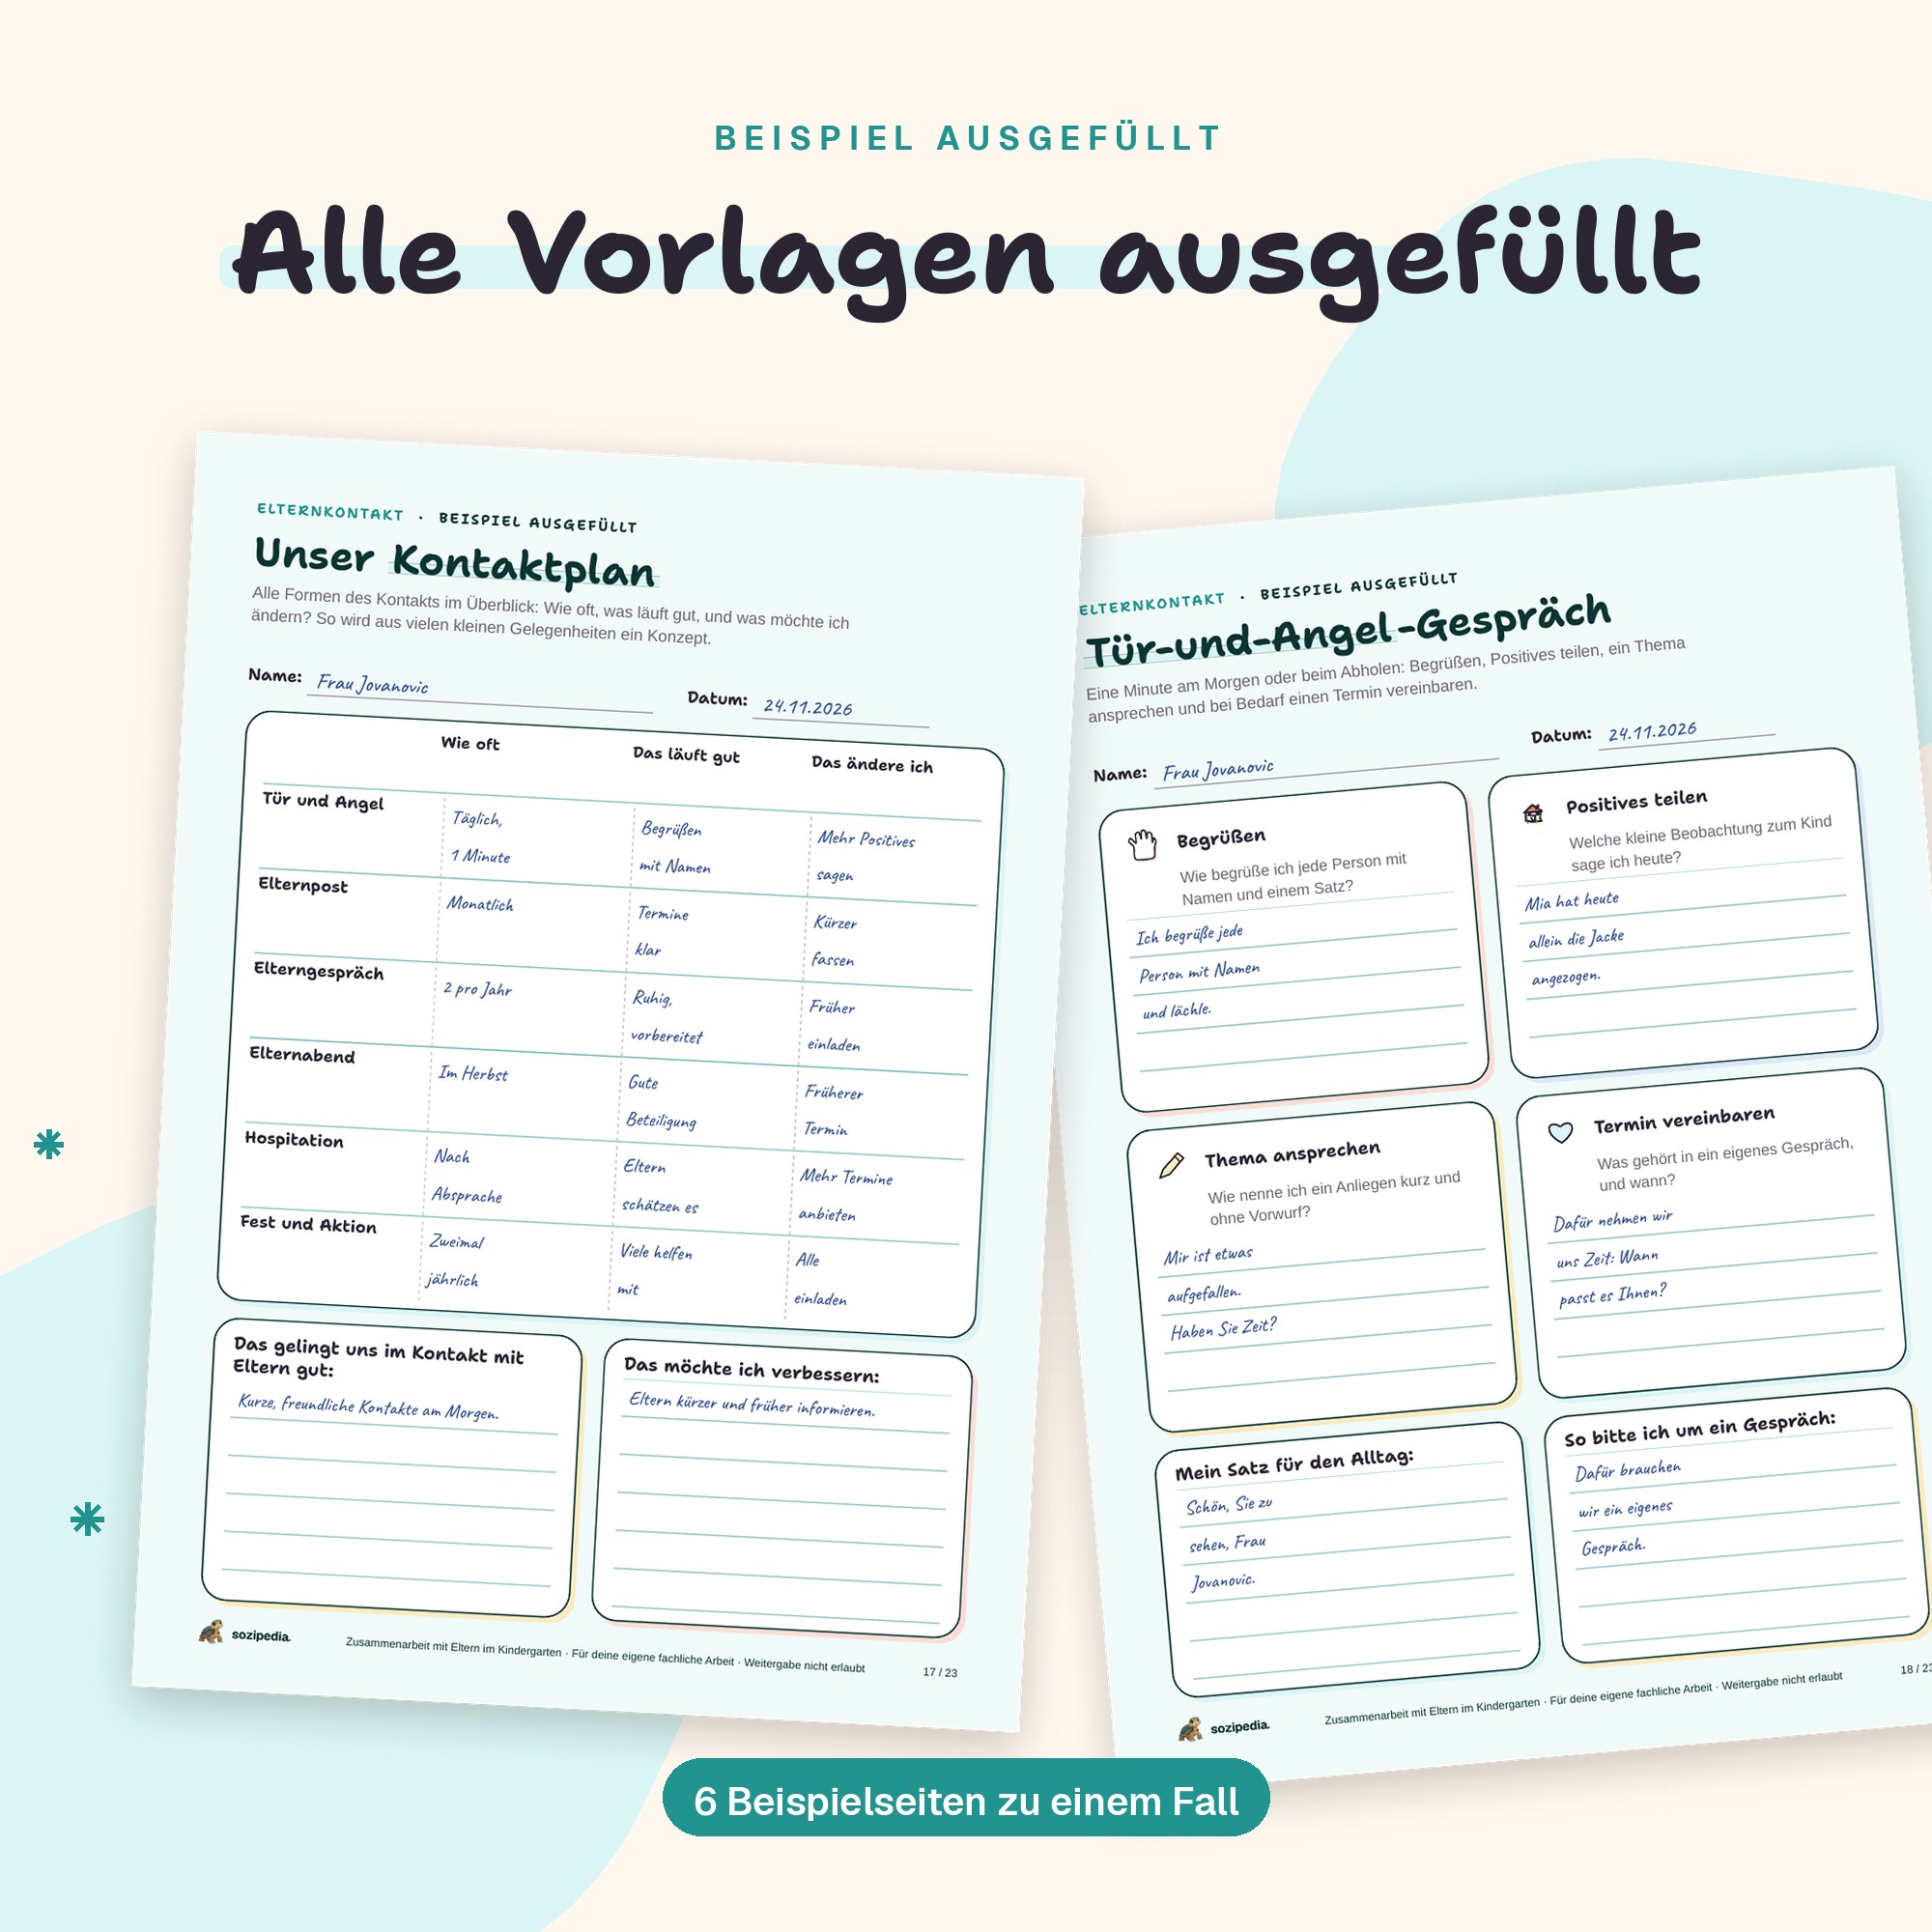 BEISPIEL AUSGEFÜLLT
Alle Vorlagen ausgefüllt
ELTERNKONTAKT · BEISPIEL AUSGEFÜLLT
Unser Kontaktplan
Alle Formen des Kontakts im Überblick: Wie oft, was läuft gut, und was möchte ich
ändern? So wird aus vielen kleinen Gelegenheiten ein Konzept.
Name: Frau Jovanovic Datum: 24.11.2026
Wie oft Das läuft gut Das ändere ich
Tür und Angel
Täglich,
1 Minute
Begrüßen
mit Namen
Mehr Positives
sagen
Elternpost
Monatlich
Termine
klar
Kürzer
fassen
Elterngespräch
2 pro Jahr
Ruhig,
vorbereitet
Früher
einladen
Elternabend
Im Herbst
Gute
Beteiligung
Früherer
Termin
Hospitation
Nach
Absprache
Eltern
schätzen es
Mehr Termine
anbieten
Fest und Aktion
Zweimal
jährlich
Viele helfen
mit
Alle
einladen
Das gelingt uns im Kontakt mit
Eltern gut:
Kurze, freundliche Kontakte am Morgen.
Das möchte ich verbessern:
Eltern kürzer und früher informieren.
sozipedia.
Zusammenarbeit mit Eltern im Kindergarten · Für deine eigene fachliche Arbeit · Weitergabe nicht erlaubt
17 / 23
ELTERNKONTAKT · BEISPIEL AUSGEFÜLLT
Tür-und-Angel-Gespräch
Eine Minute am Morgen oder beim Abholen: Begrüßen, Positives teilen, ein Thema
ansprechen und bei Bedarf einen Termin vereinbaren.
Name: Frau Jovanovic Datum: 24.11.2026
Begrüßen
Wie begrüße ich jede Person mit
Namen und einem Satz?
Ich begrüße jede
Person mit Namen
und lächle.
Positives teilen
Welche kleine Beobachtung zum Kind
sage ich heute?
Mia hat heute
allein die Jacke
angezogen.
Thema ansprechen
Wie nenne ich ein Anliegen kurz und
ohne Vorwurf?
Mir ist etwas
aufgefallen.
Haben Sie Zeit?
Termin vereinbaren
Was gehört in ein eigenes Gespräch,
und wann?
Dafür nehmen wir
uns Zeit: Wann
passt es Ihnen?
Mein Satz für den Alltag:
Schön, Sie zu
sehen, Frau
Jovanovic.
So bitte ich um ein Gespräch:
Dafür brauchen
wir ein eigenes
Gespräch.
sozipedia.
Zusammenarbeit mit Eltern im Kindergarten · Für deine eigene fachliche Arbeit · Weitergabe nicht erlaubt
18 / 23
6 Beispielseiten zu einem Fall